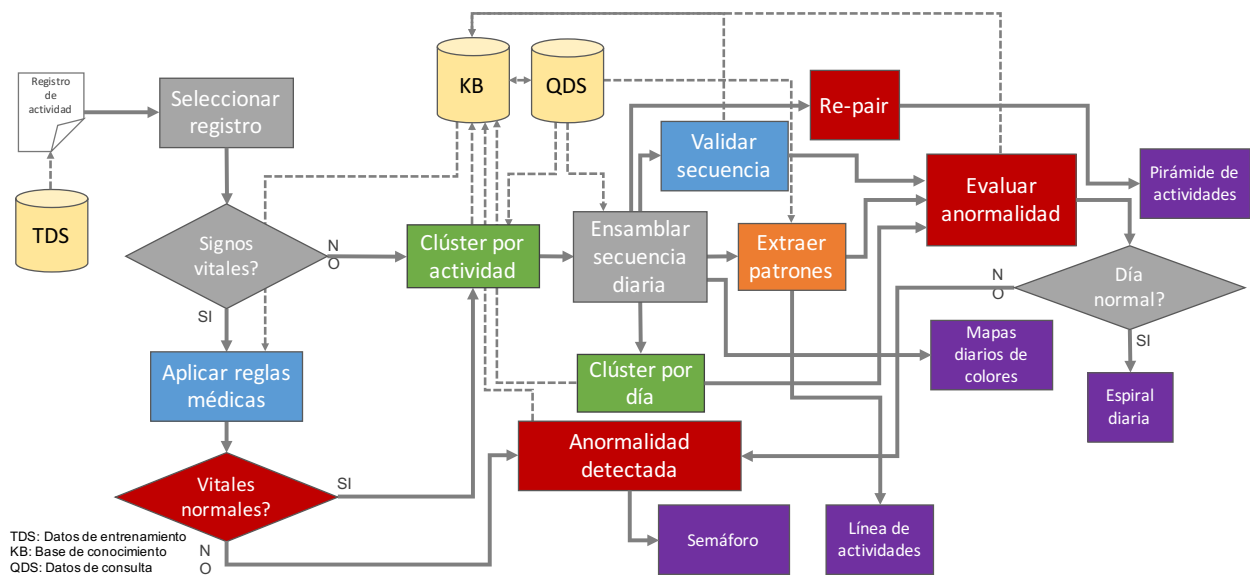 Registro
de
actividad
TDS
Seleccionar
registro
Signos
vitales?
N
O
SI
Aplicar reglas
médicas
Vitales
normales?
SI
N
O
KB
QDS
Clúster por
actividad
Ensamblar
secuencia
diaria
Clúster por
día
Validar
secuencia
Re-pair
Extraer
patrones
Evaluar
anormalidad
Pirámide de
actividades
Día
normal?
N
O
SI
Mapas
diarios de
colores
Espiral
diaria
Anormalidad
detectada
Semáforo
Línea de
actividades
TDS: Datos de entrenamiento
KB: Base de conocimiento
QDS: Datos de consulta